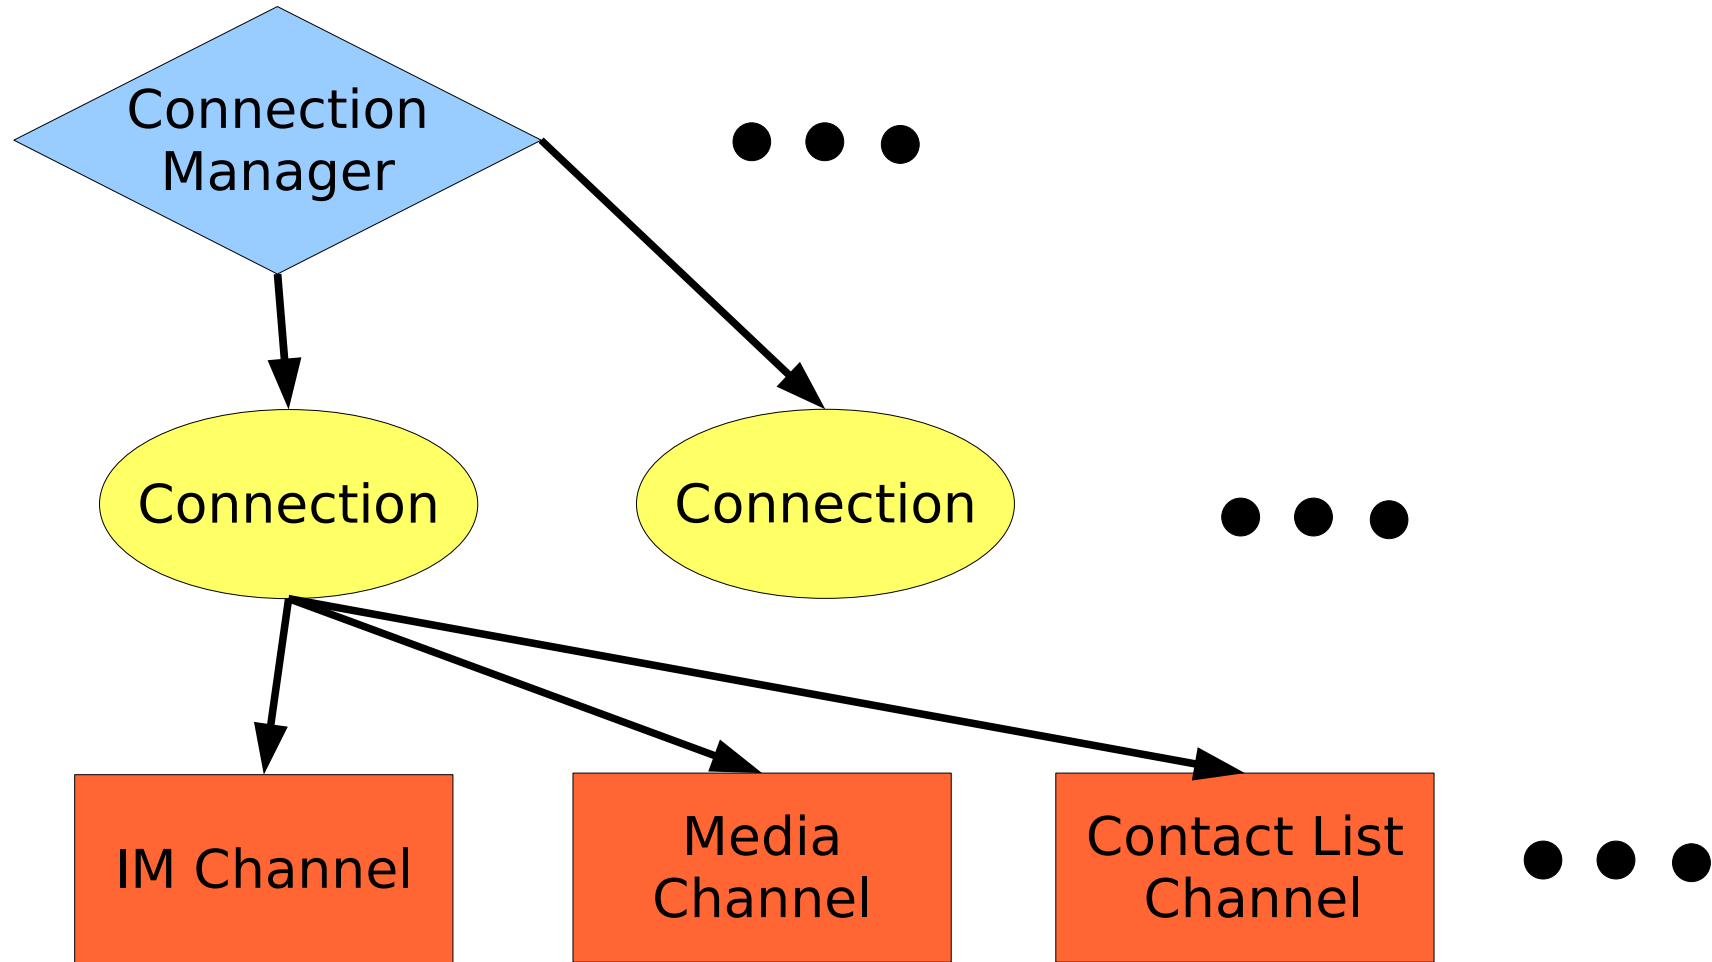 Connection
Manager
Connection
Connection
IM Channel
Media
Channel
Contact List
Channel